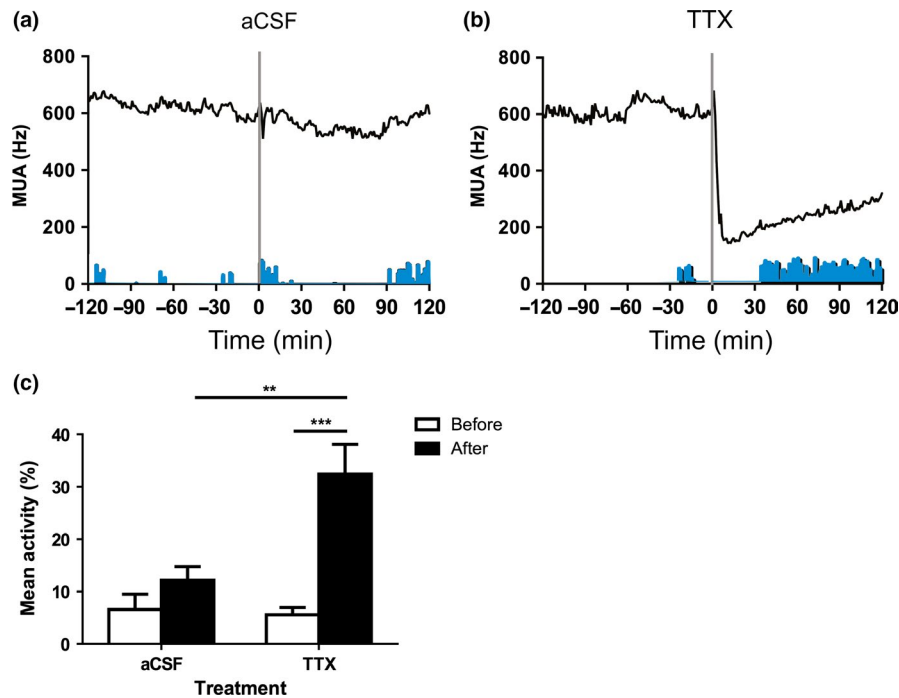 (a)
aCSF
800
600
400
200
0
MUA (Hz)
−120 −90 −60 −30 0 30 60 90 120
Time (min)
(b)
TTX
800
600
400
200
0
MUA (Hz)
−120 −90 −60 −30 0 30 60 90 120
Time (min)
(c)
**
***
40
30
20
10
0
Mean activity (%)
aCSF TTX
Treatment
Before
After